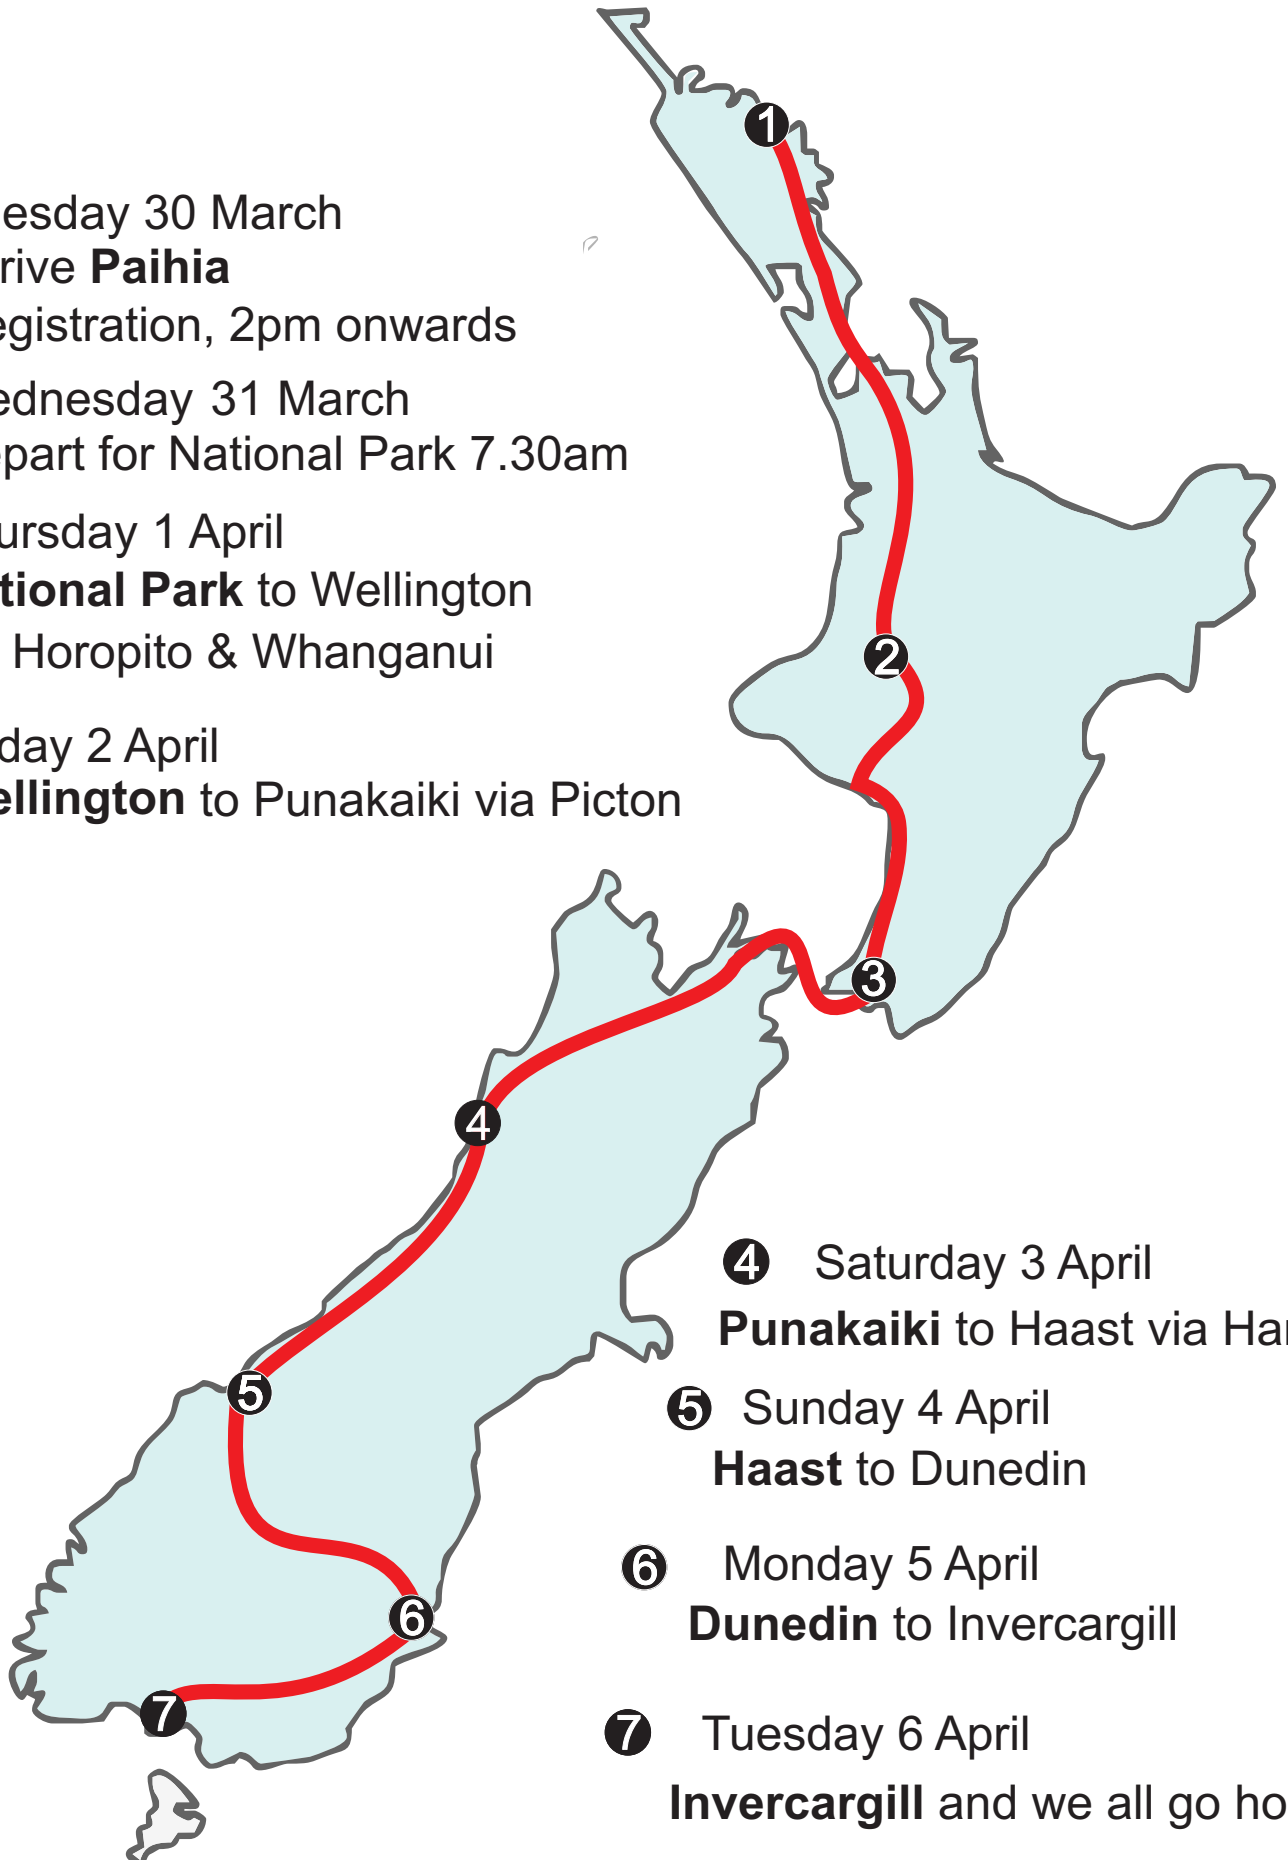 1
esday 30 March
rive Paihia
egistration, 2pm onwards
ednesday 31 March
epart for National Park 7.30am
ursday 1 April
tional Park to Wellington
Horopito & Whanganui
2
day 2 April
ellington to Punakaiki via Picton
3
4
4 Saturday 3 April
Punakaiki to Haast via Har
5
5 Sunday 4 April
Haast to Dunedin
6 Monday 5 April
Dunedin to Invercargill
6
7
7 Tuesday 6 April
Invercargill and we all go ho